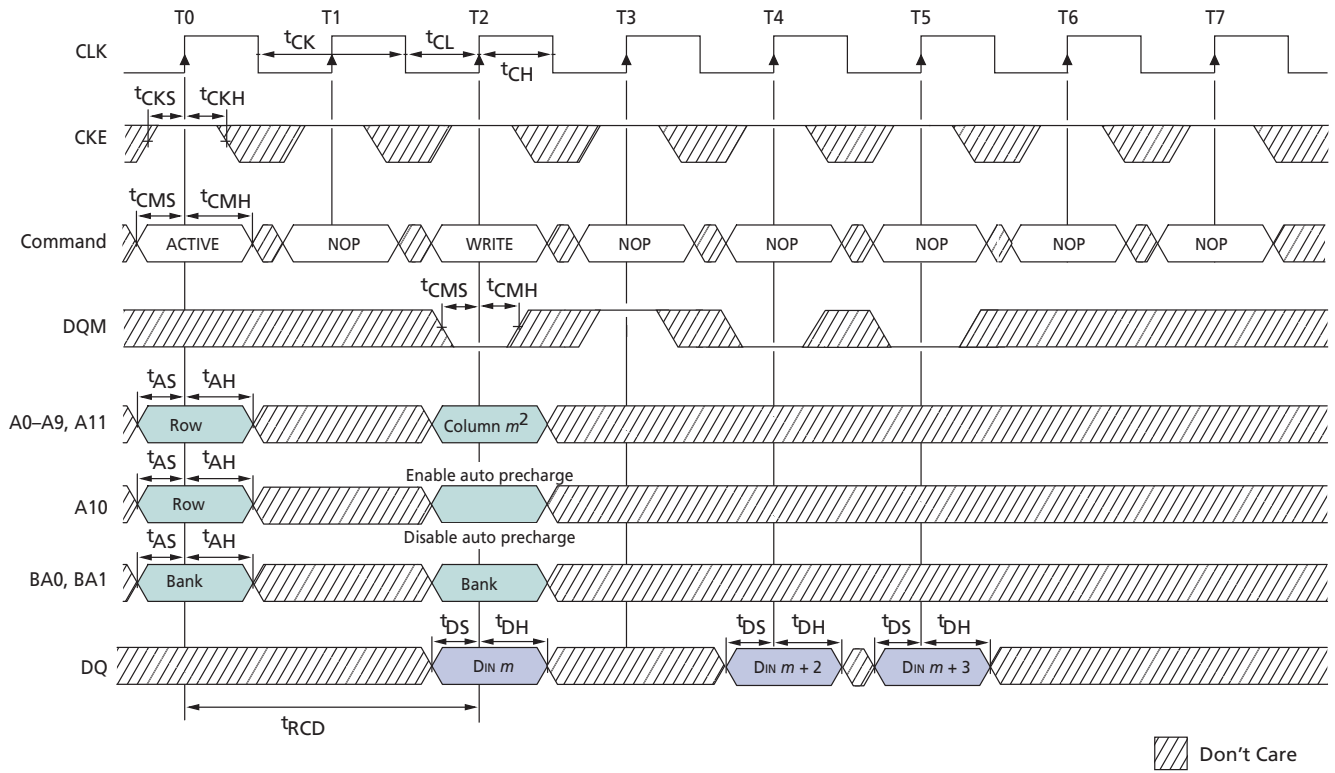 T0 T1 T2 T3 T4 T5 T6 T7
CLK
tCK tCL
tCH
tCKS tCKH
CKE
tCMS tCMH
Command ACTIVE NOP WRITE NOP NOP NOP NOP NOP
tCMS tCMH
DQM
tAS tAH
A0–A9, A11 Row Column m2
tAS tAH Enable auto precharge
A10 Row
tAS tAH Disable auto precharge
BA0, BA1 Bank Bank
tDS tDH tDS tDH tDS tDH
DQ DIN m DIN m + 2 DIN m + 3
tRCD
Don't Care